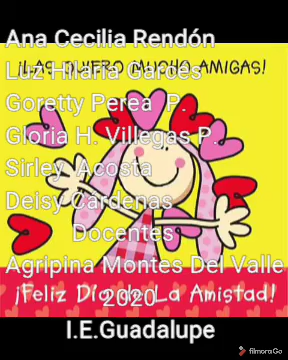 Ana Cecilia Rendón
¡LAS QUIERO MUCHO AMIGAS!
Luz Hilaria Garcés
Goretty Perea P.
Gloria H. Villegas P
Sirley Acosta
Deisy Cárdenas
Docentes
Agripina Montes Del Valle
¡Feliz Día de La Amistad!
2020
I.E.Guadalupe
filmoraGo